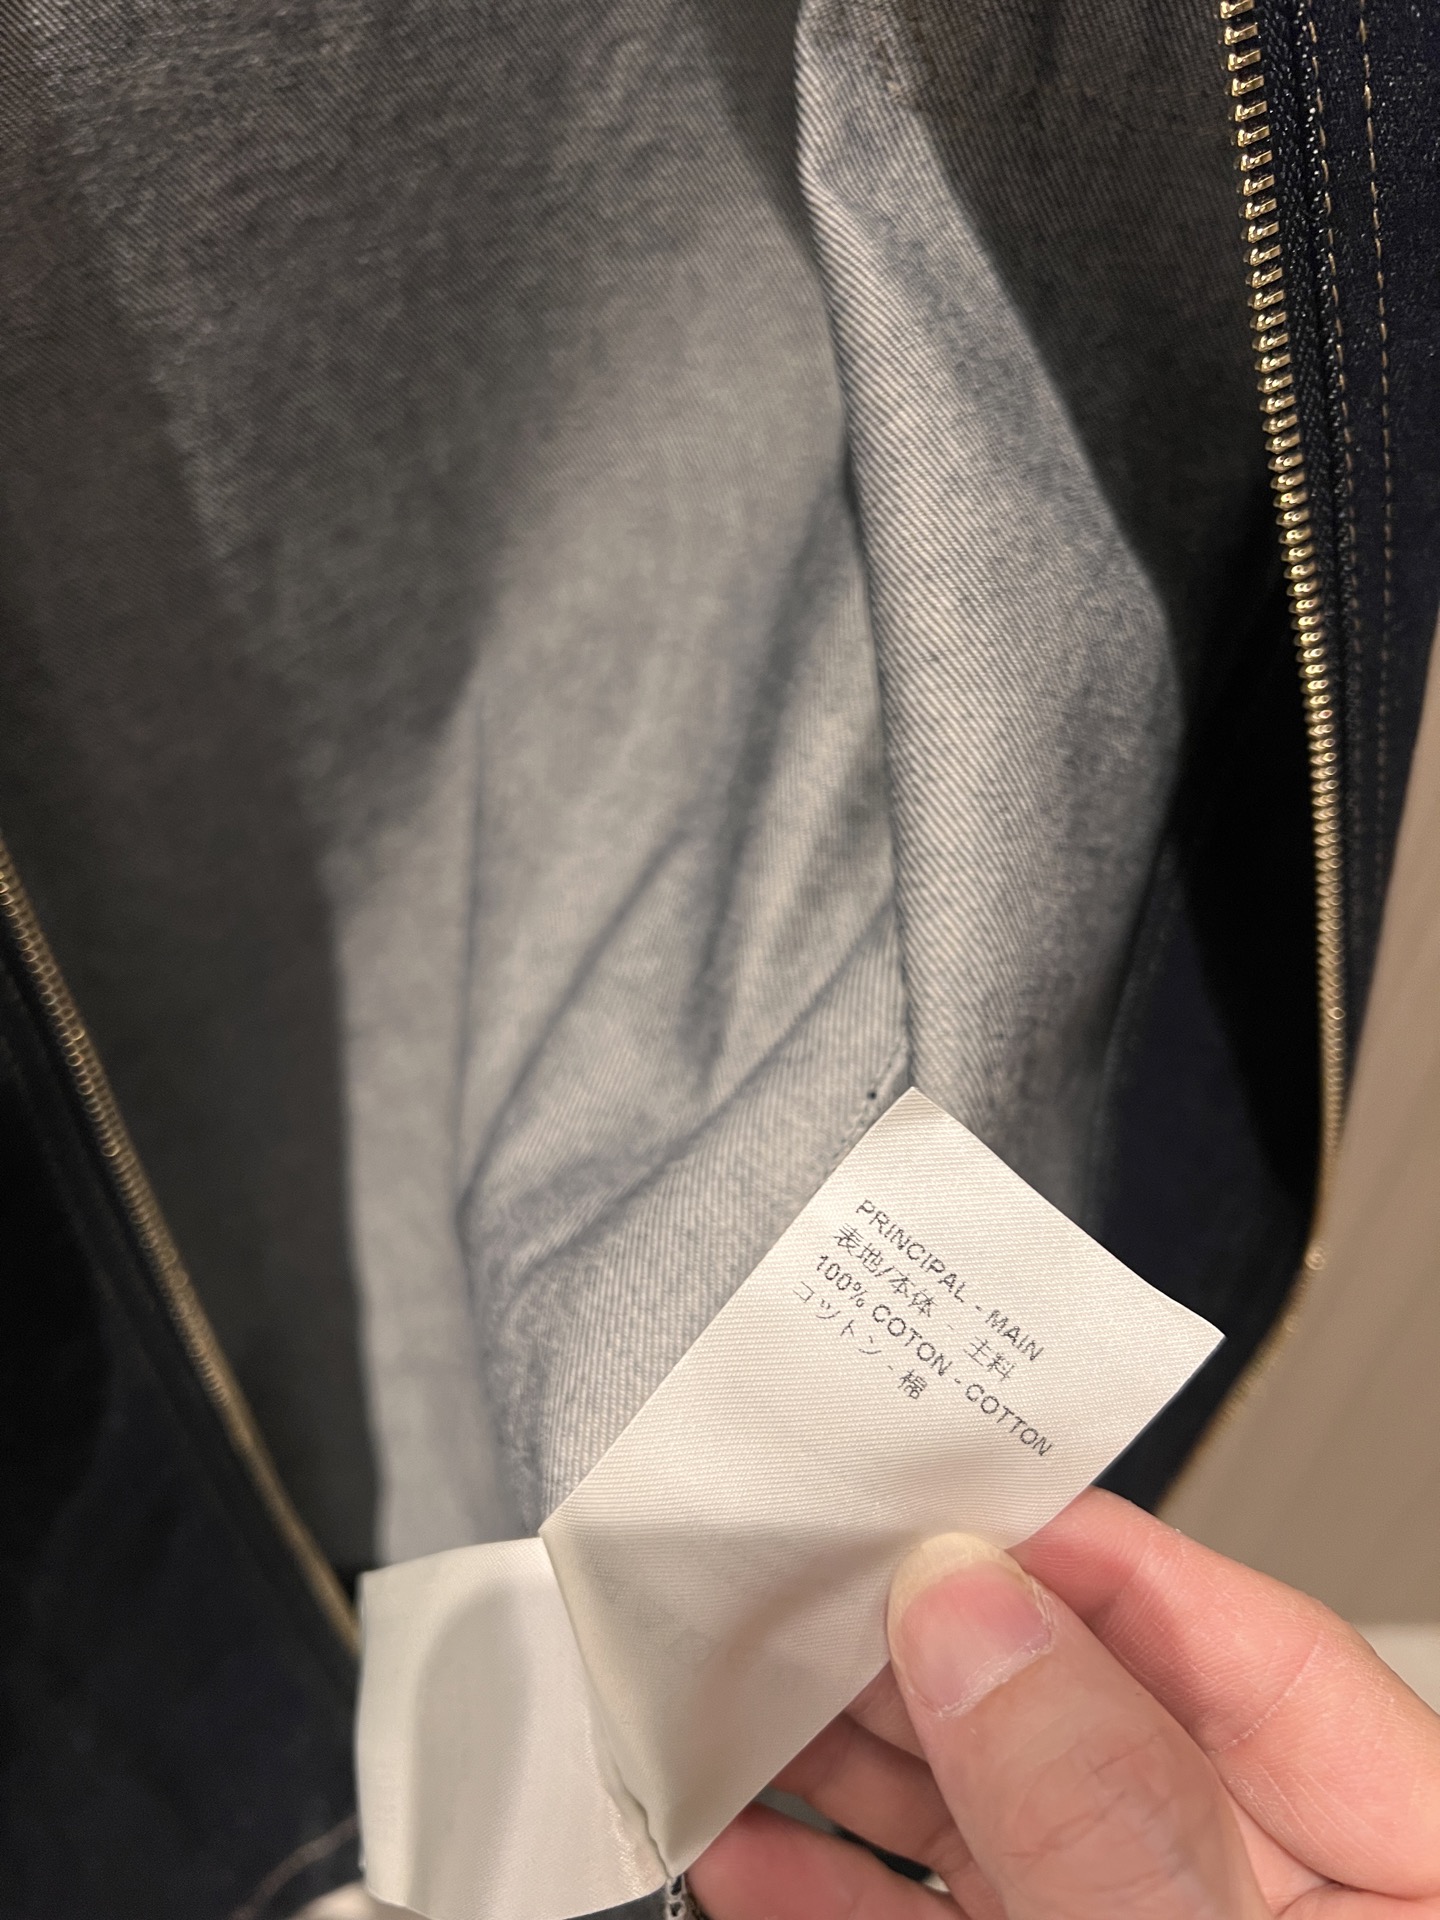 PRINCIPAL - MAIN
表地/本体 - 主料
100% COTON - COTTON
コットン - 棉